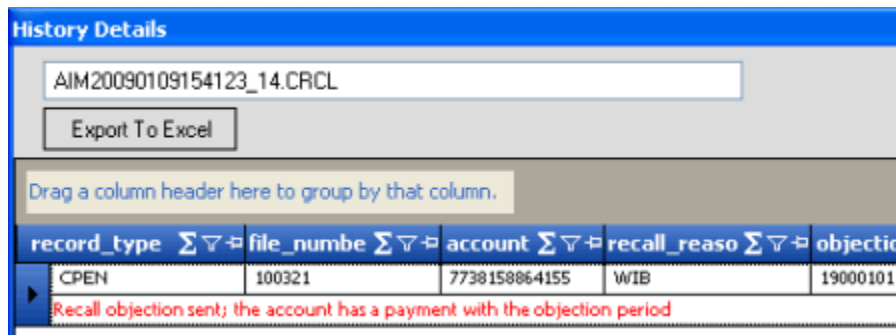 History Details
AIM20090109154123_14.CRCL
Export To Excel
Drag a column header here to group by that column.
record_type Σ file_numbe Σ account Σ recall_reaso Σ objectio
CPEN 100321 7738158864155 WIB 19000101
Recall objection sent; the account has a payment with the objection period